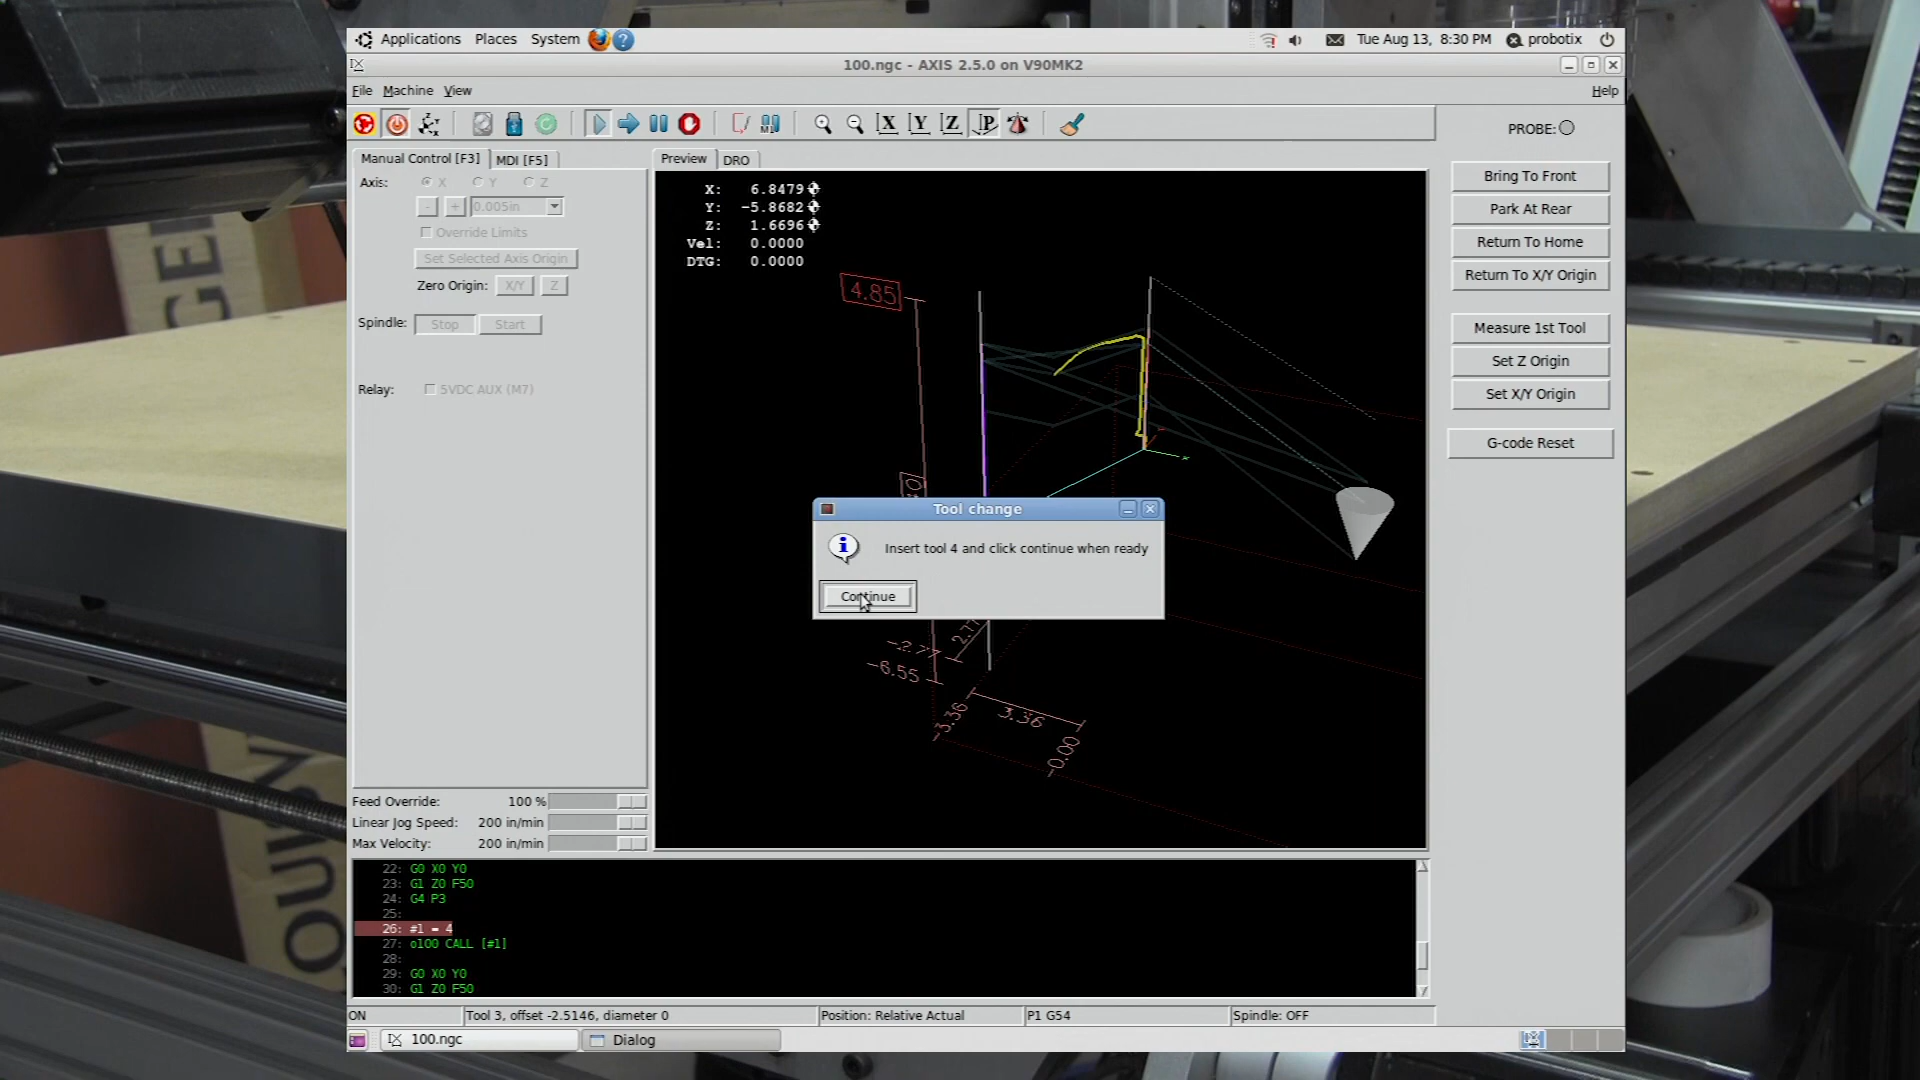 Applications Places System
Tue Aug 13, 8:30 PM probotix
100.ngc - AXIS 2.5.0 on V90MK2
File Machine View
Help
X Y Z P
PROBE:
Manual Control [F3] MDI [F5]
Preview DRO
Axis: X Y Z
- + 0.005in
Override Limits
Set Selected Axis Origin
Zero Origin: X/Y Z
Spindle: Stop Start
Relay: 5VDC AUX (M7)
X: 6.8479
Y: -5.8682
Z: 1.6696
Vel: 0.0000
DTG: 0.0000
4.85
Bring To Front
Park At Rear
Return To Home
Return To X/Y Origin
Measure 1st Tool
Set Z Origin
Set X/Y Origin
G-code Reset
Tool change
Insert tool 4 and click continue when ready
Continue
-2.77
-6.55
-3.36
3.36
-0.00
Feed Override: 100 %
Linear Jog Speed: 200 in/min
Max Velocity: 200 in/min
22: G0 X0 Y0
23: G1 Z0 F50
24: G4 P3
25:
26: #1 = 4
27: o100 CALL [#1]
28:
29: G0 X0 Y0
30: G1 Z0 F50
ON
Tool 3, offset -2.5146, diameter 0
Position: Relative Actual
P1 G54
Spindle: OFF
100.ngc
Dialog